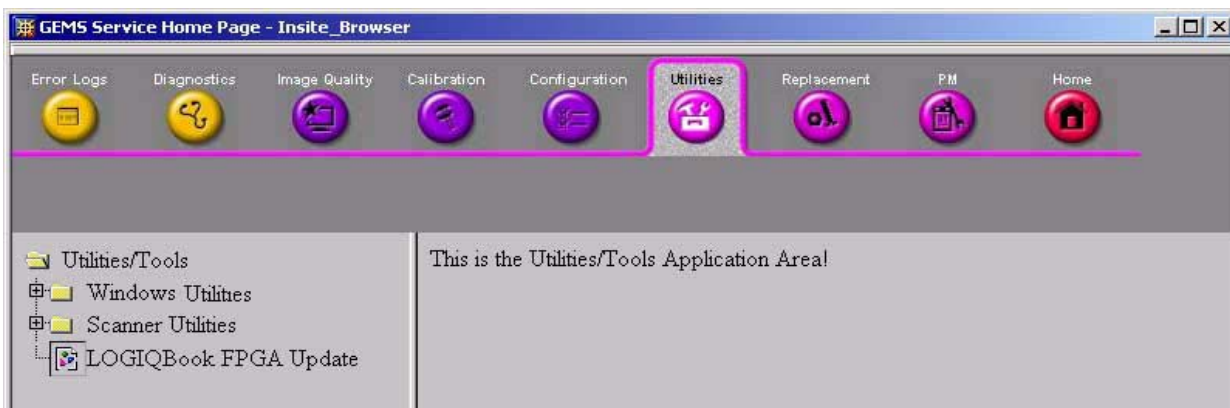 GEMS Service Home Page - Insite_Browser
Error Logs Diagnostics Image Quality Calibration Configuration Utilities Replacement PM Home
Utilities/Tools
Windows Utilities
Scanner Utilities
LOGIQBook FPGA Update
This is the Utilities/Tools Application Area!